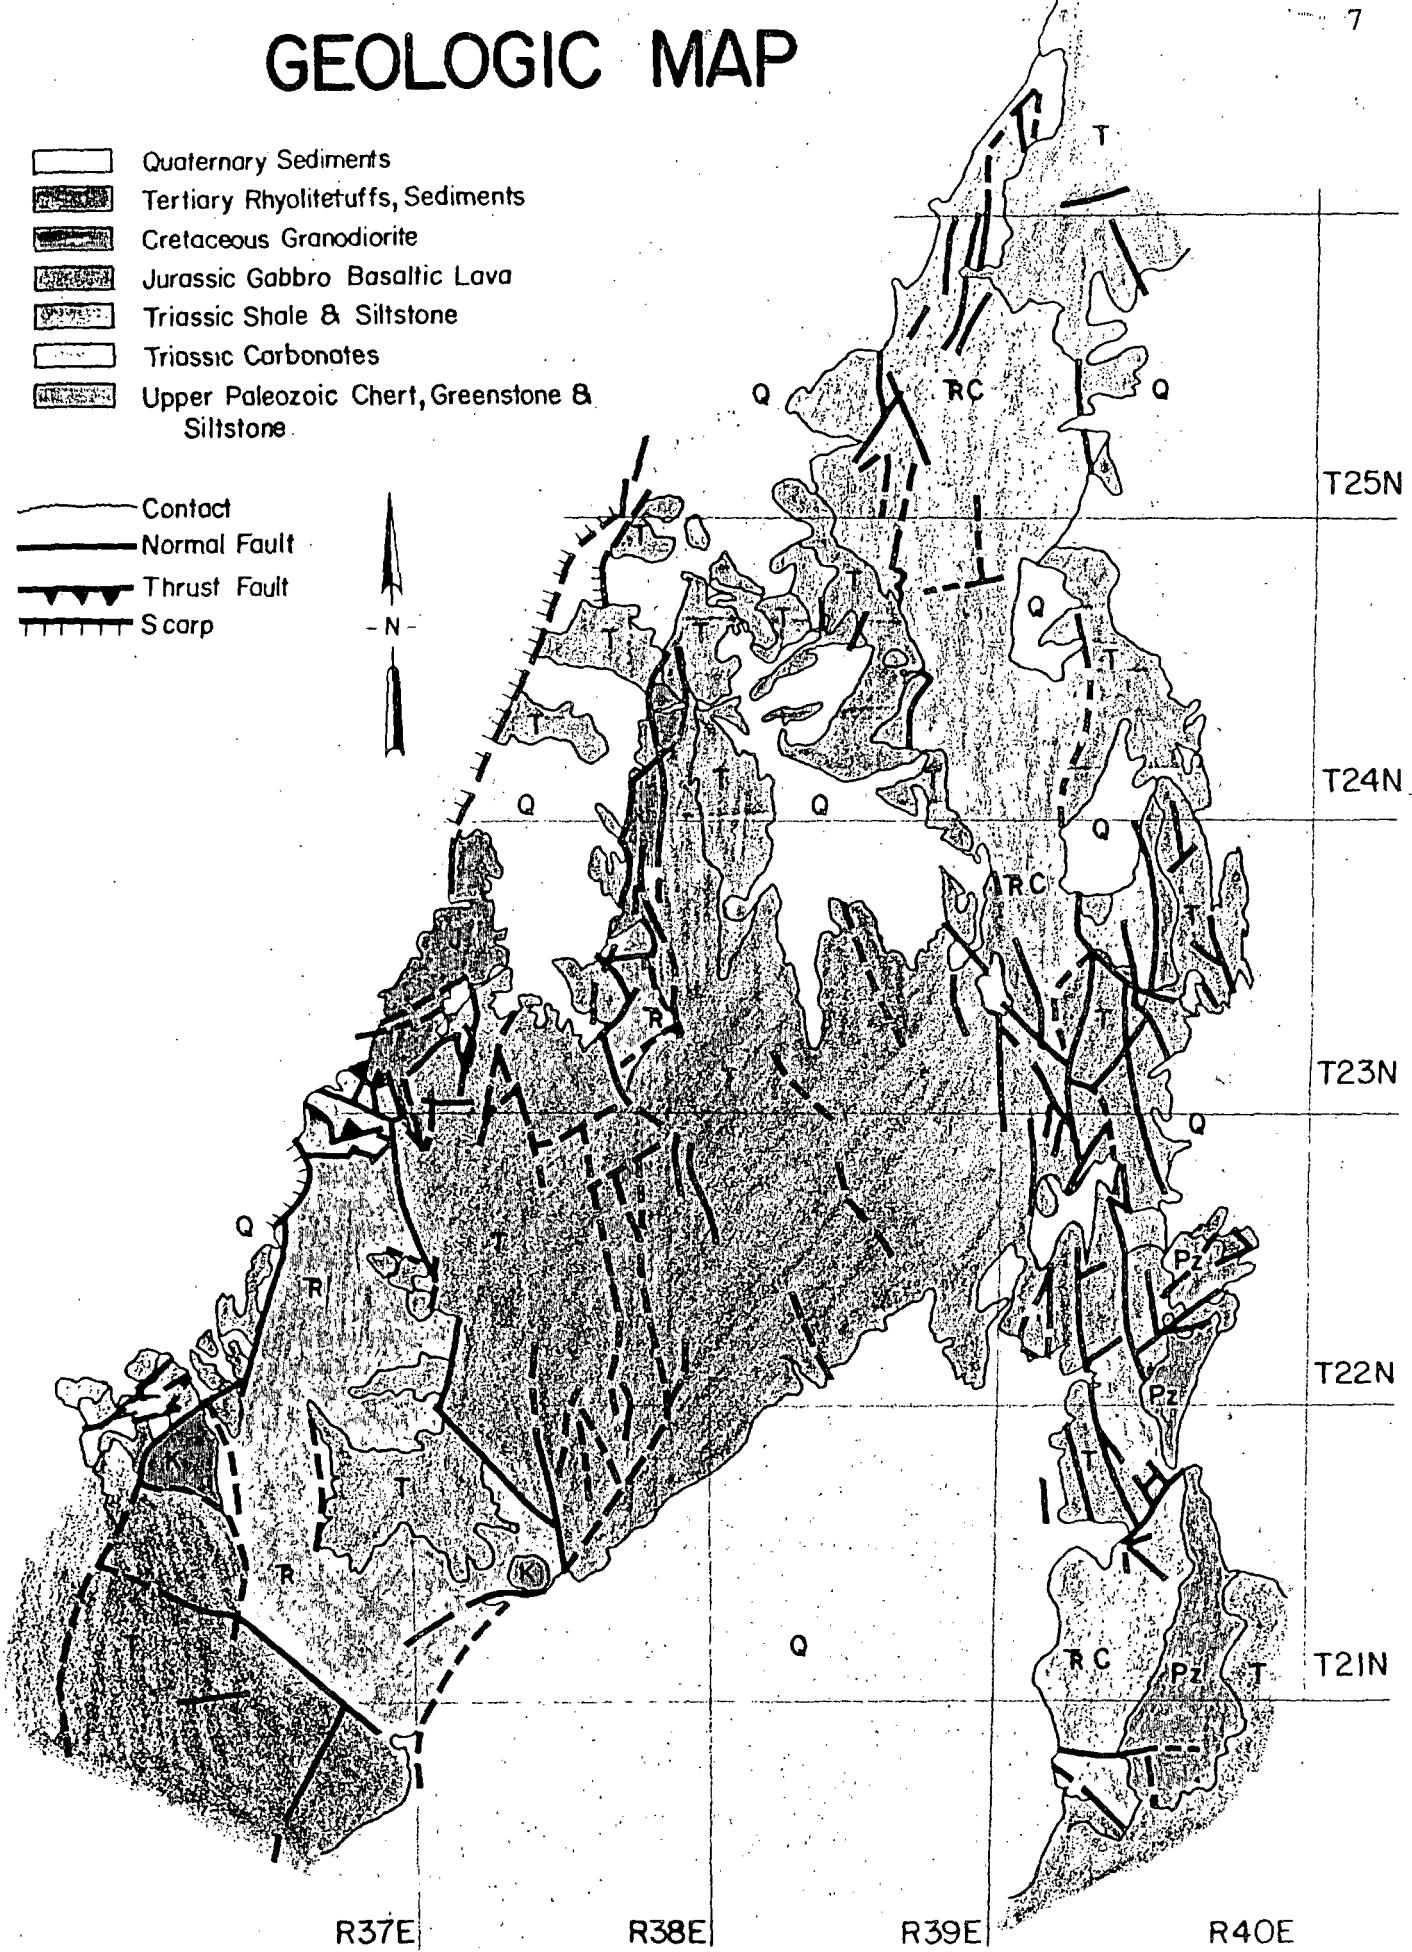 7
GEOLOGIC MAP
Quaternary Sediments
Tertiary Rhyolitetuffs, Sediments
Cretaceous Granodiorite
Jurassic Gabbro Basaltic Lava
Triassic Shale & Siltstone
Triassic Carbonates
Upper Paleozoic Chert, Greenstone &
Siltstone
Contact
Normal Fault
Thrust Fault
Scarp
- N -
T
Q
RC
Q
T25N
T
T
Q
T
T
T
T
T
T
Q
Q
T
T24N
Q
RC
J
T
R
T
T23N
Q
Q
T
Pz
R
T22N
Pz
K
T
T
R
K
Q
T
RC
Pz
T
T21N
R37E
R38E
R39E
R40E